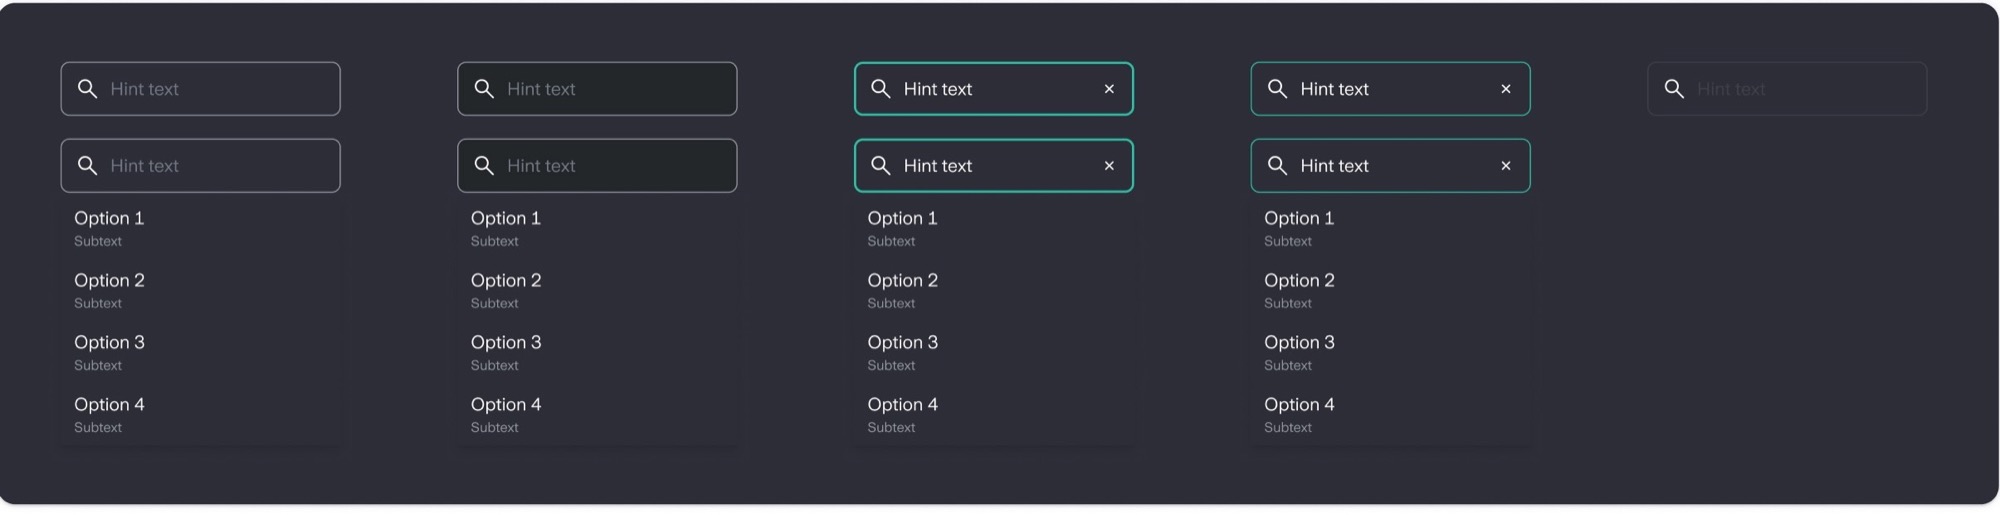 Hint text
Hint text
Hint text ×
Hint text ×
Hint text
Hint text
Hint text
Hint text ×
Hint text ×
Option 1
Subtext
Option 2
Subtext
Option 3
Subtext
Option 4
Subtext
Option 1
Subtext
Option 2
Subtext
Option 3
Subtext
Option 4
Subtext
Option 1
Subtext
Option 2
Subtext
Option 3
Subtext
Option 4
Subtext
Option 1
Subtext
Option 2
Subtext
Option 3
Subtext
Option 4
Subtext